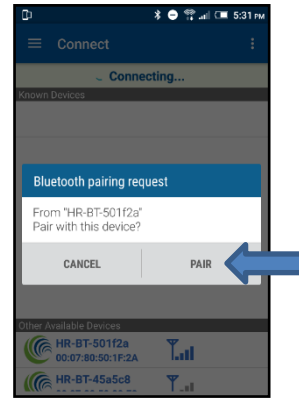 5:31 PM
Connect
Connecting...
Known Devices
Bluetooth pairing request
From "HR-BT-501f2a"
Pair with this device?
CANCEL
PAIR
Other Available Devices
HR-BT-501f2a
00:07:80:50:1F:2A
HR-BT-45a5c8